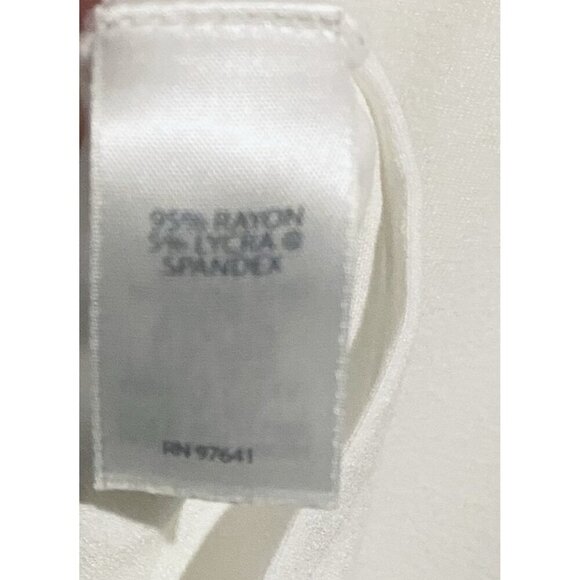 95% RAYON
5% LYCRA ®
SPANDEX
RN 97641